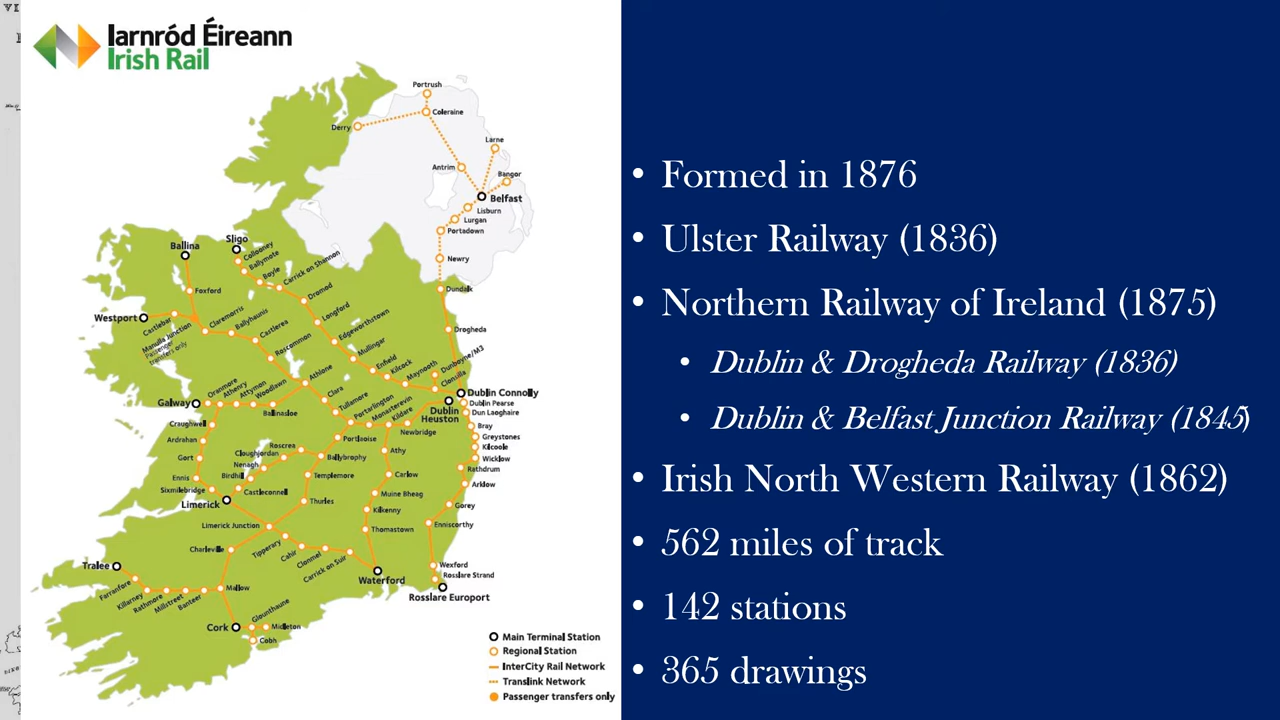 Iarnród Éireann
Irish Rail
Portrush
Coleraine
Derry
Larne
Antrim
Bangor
Belfast
Lisburn
Lurgan
Portadown
Newry
Dundalk
Drogheda
Sligo
Collooney
Ballymote
Boyle
Carrick on Shannon
Dromod
Longford
Edgeworthstown
Mullingar
Enfield
Kilcock
Maynooth
Dunboyne/M3
Clonsilla
Ballina
Foxford
Westport
Castlebar
Manulla Junction
Passenger
transfers only
Claremorris
Ballyhaunis
Castlerea
Roscommon
Athlone
Clara
Tullamore
Portarlington
Monasterevin
Kildare
Newbridge
Galway
Oranmore
Athenry
Attymon
Woodlawn
Ballinasloe
Dublin Connolly
Dublin
Heuston
Dublin Pearse
Dun Laoghaire
Bray
Greystones
Kilcoole
Wicklow
Rathdrum
Arklow
Gorey
Enniscorthy
Wexford
Rosslare Strand
Rosslare Europort
Craughwell
Ardrahan
Gort
Ennis
Sixmilebridge
Limerick
Roscrea
Cloughjordan
Nenagh
Birdhill
Castleconnell
Portlaoise
Ballybrophy
Templemore
Thurles
Athy
Carlow
Muine Bheag
Kilkenny
Thomastown
Waterford
Limerick Junction
Tipperary
Cahir
Clonmel
Carrick on Suir
Charleville
Mallow
Tralee
Farranfore
Killarney
Rathmore
Millstreet
Banteer
Cork
Glounthaune
Midleton
Cobh
Main Terminal Station
Regional Station
InterCity Rail Network
Translink Network
Passenger transfers only
• Formed in 1876
• Ulster Railway (1836)
• Northern Railway of Ireland (1875)
• Dublin & Drogheda Railway (1836)
• Dublin & Belfast Junction Railway (1845)
• Irish North Western Railway (1862)
• 562 miles of track
• 142 stations
• 365 drawings